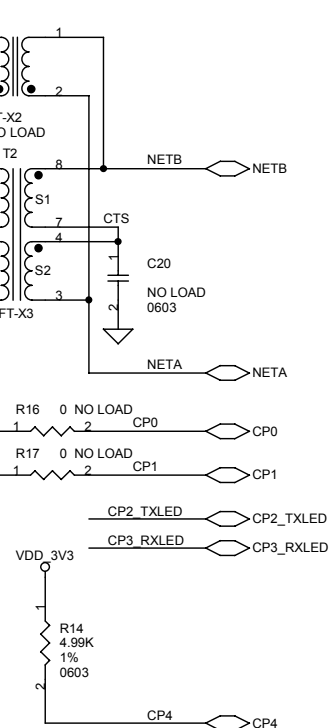 1
2
T-X2
O LOAD
T2
8
NETB
NETB
S1
7
CTS
4
1
C20
S2
NO LOAD
0603
2
3
FT-X3
NETA
NETA
R16 0 NO LOAD
1 2 CP0
CP0
R17 0 NO LOAD
1 2 CP1
CP1
CP2_TXLED
CP2_TXLED
CP3_RXLED
CP3_RXLED
VDD_3V3
1
R14
4.99K
1%
0603
2
CP4
CP4